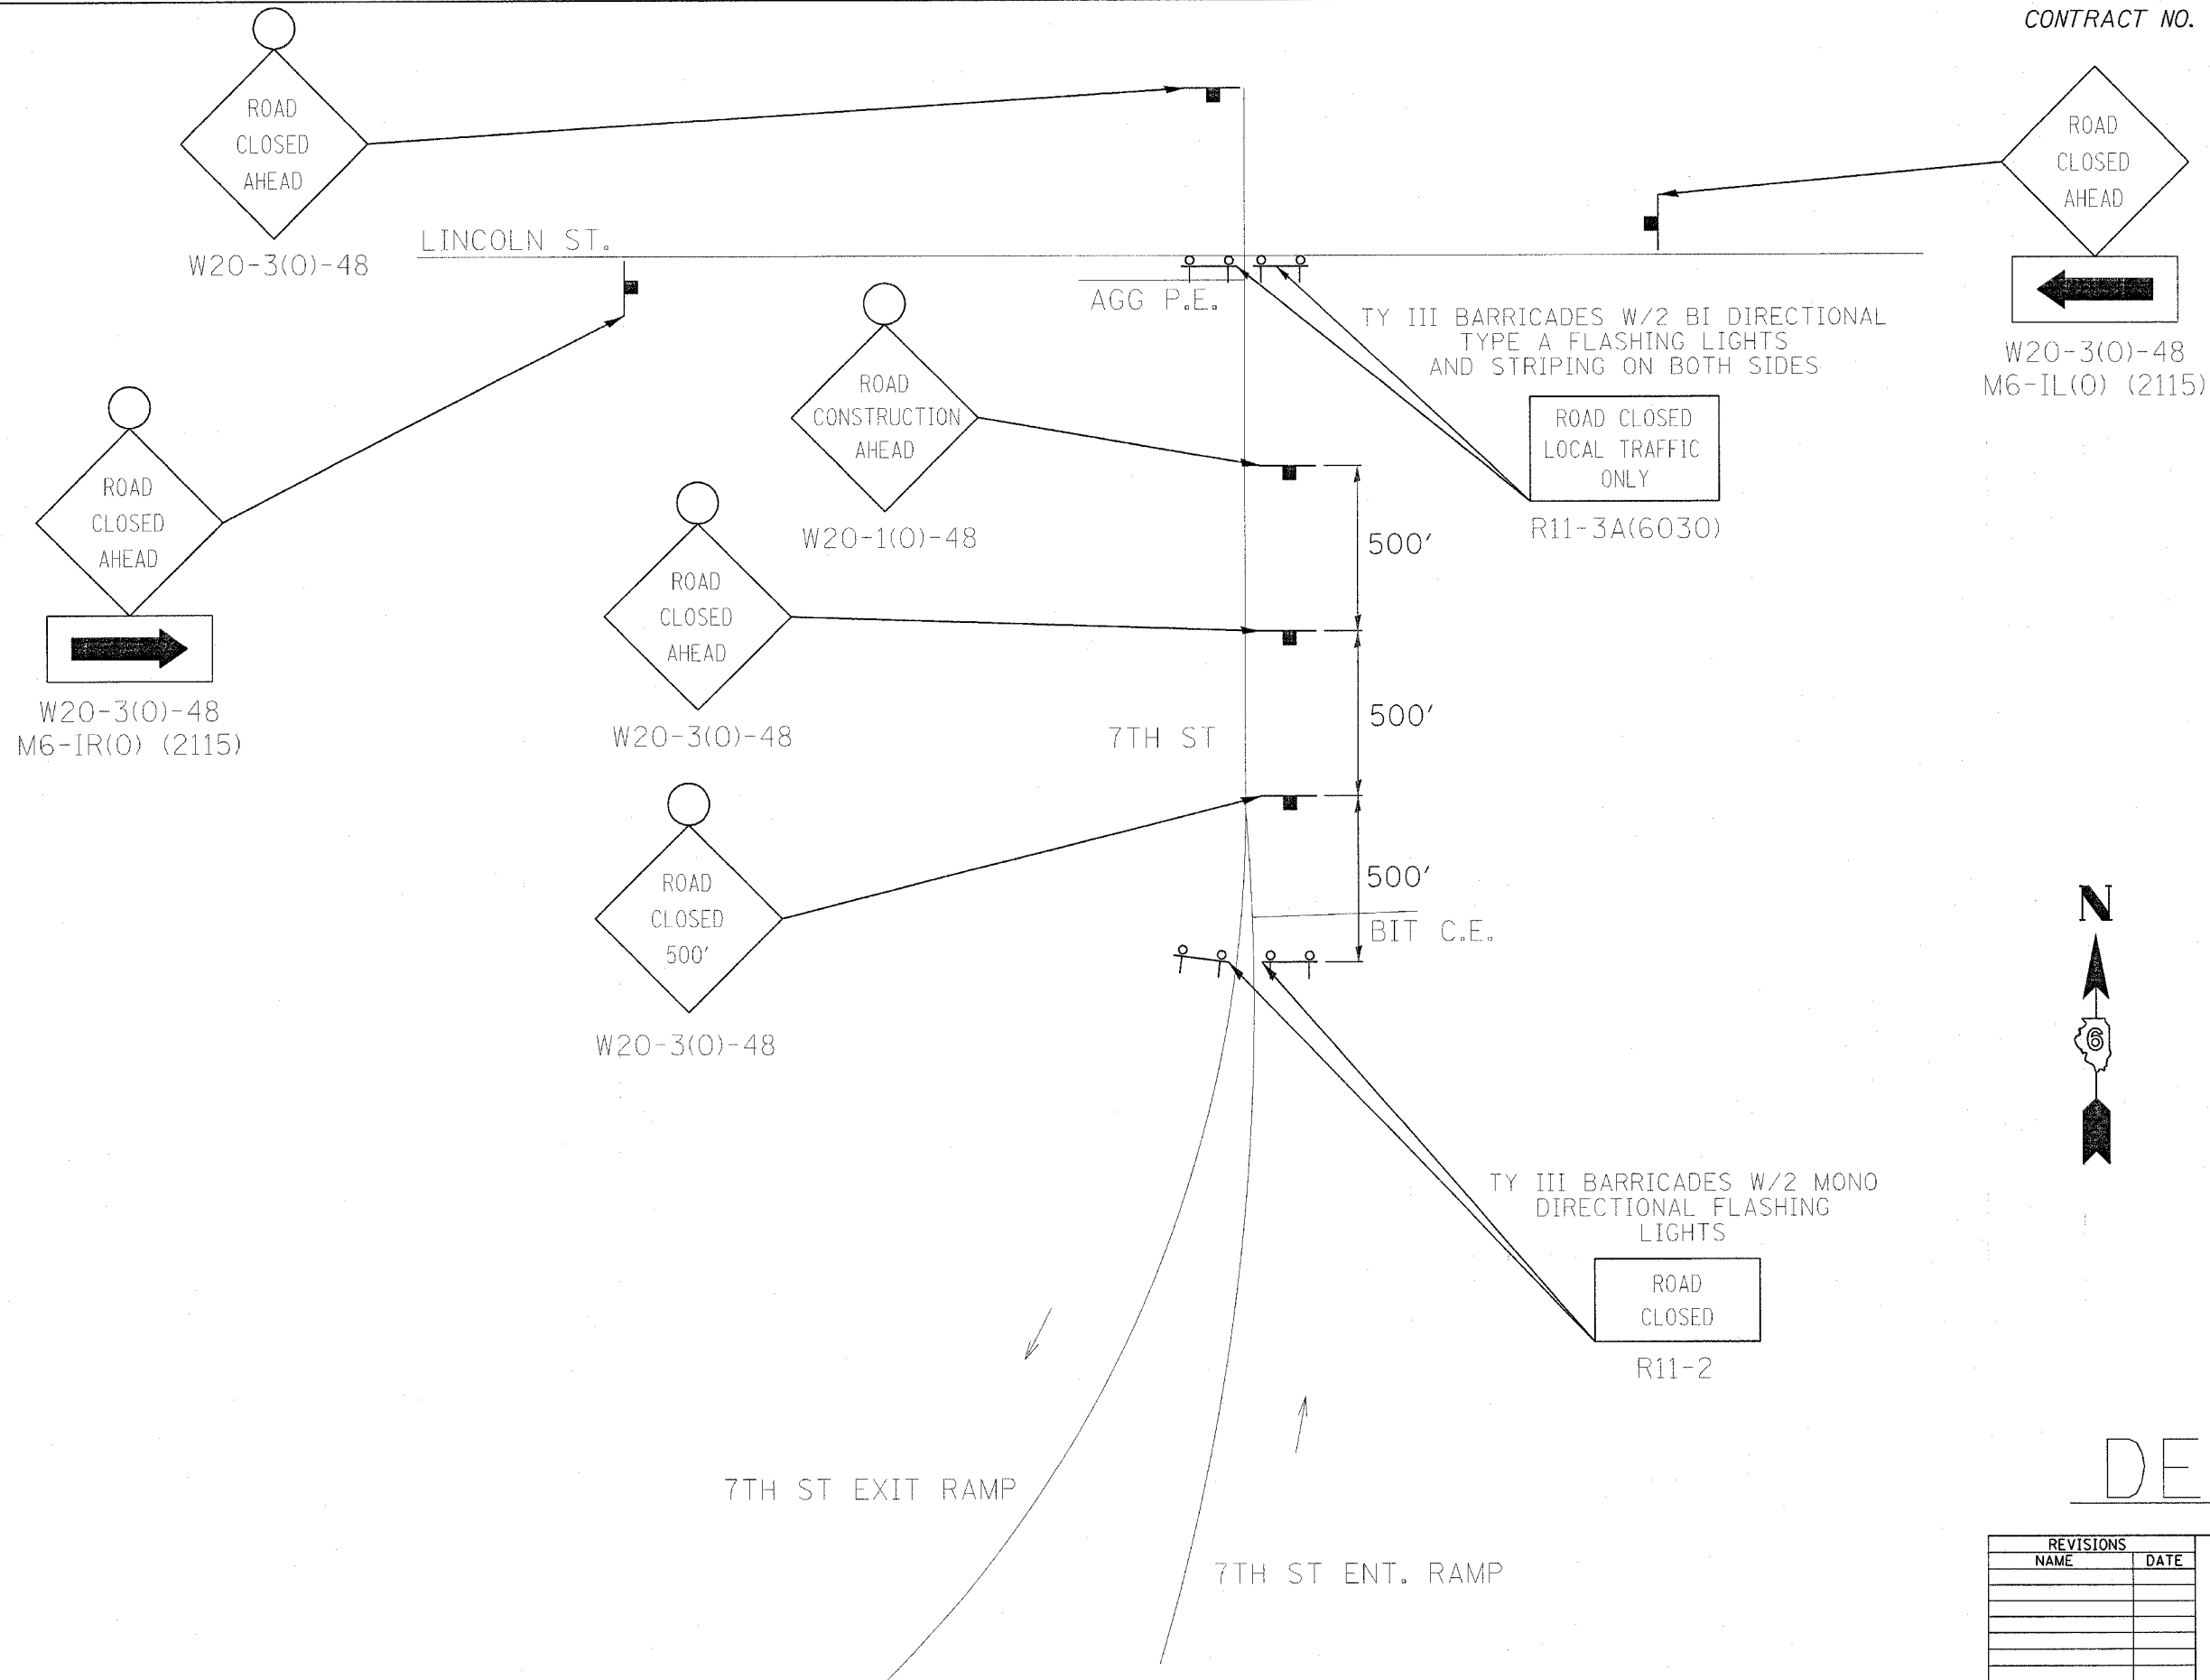 CONTRACT NO.
ROAD
CLOSED
AHEAD
W20-3(O)-48
ROAD
CLOSED
AHEAD
W20-3(O)-48
M6-IL(O) (2115)
LINCOLN ST.
AGG P.E.
TY III BARRICADES W/2 BI DIRECTIONAL
TYPE A FLASHING LIGHTS
AND STRIPING ON BOTH SIDES
ROAD CLOSED
LOCAL TRAFFIC
ONLY
R11-3A(6030)
ROAD
CONSTRUCTION
AHEAD
W20-1(O)-48
ROAD
CLOSED
AHEAD
W20-3(O)-48
M6-IR(O) (2115)
ROAD
CLOSED
AHEAD
W20-3(O)-48
500'
500'
7TH ST
ROAD
CLOSED
500'
W20-3(O)-48
500'
BIT C.E.
N
6
TY III BARRICADES W/2 MONO
DIRECTIONAL FLASHING
LIGHTS
ROAD
CLOSED
R11-2
7TH ST EXIT RAMP
7TH ST ENT. RAMP
DE
REVISIONS
NAME DATE